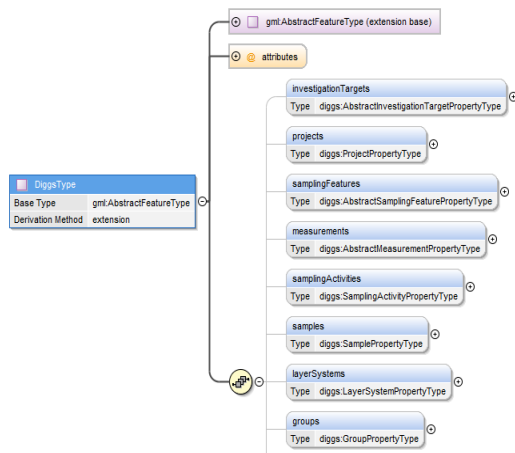 gml:AbstractFeatureType (extension base)
@ attributes
investigationTargets
Type diggs:AbstractInvestigationTargetPropertyType
projects
Type diggs:ProjectPropertyType
samplingFeatures
Type diggs:AbstractSamplingFeaturePropertyType
DiggsType
Base Type gml:AbstractFeatureType
Derivation Method extension
measurements
Type diggs:AbstractMeasurementPropertyType
samplingActivities
Type diggs:SamplingActivityPropertyType
samples
Type diggs:SamplePropertyType
layerSystems
Type diggs:LayerSystemPropertyType
groups
Type diggs:GroupPropertyType